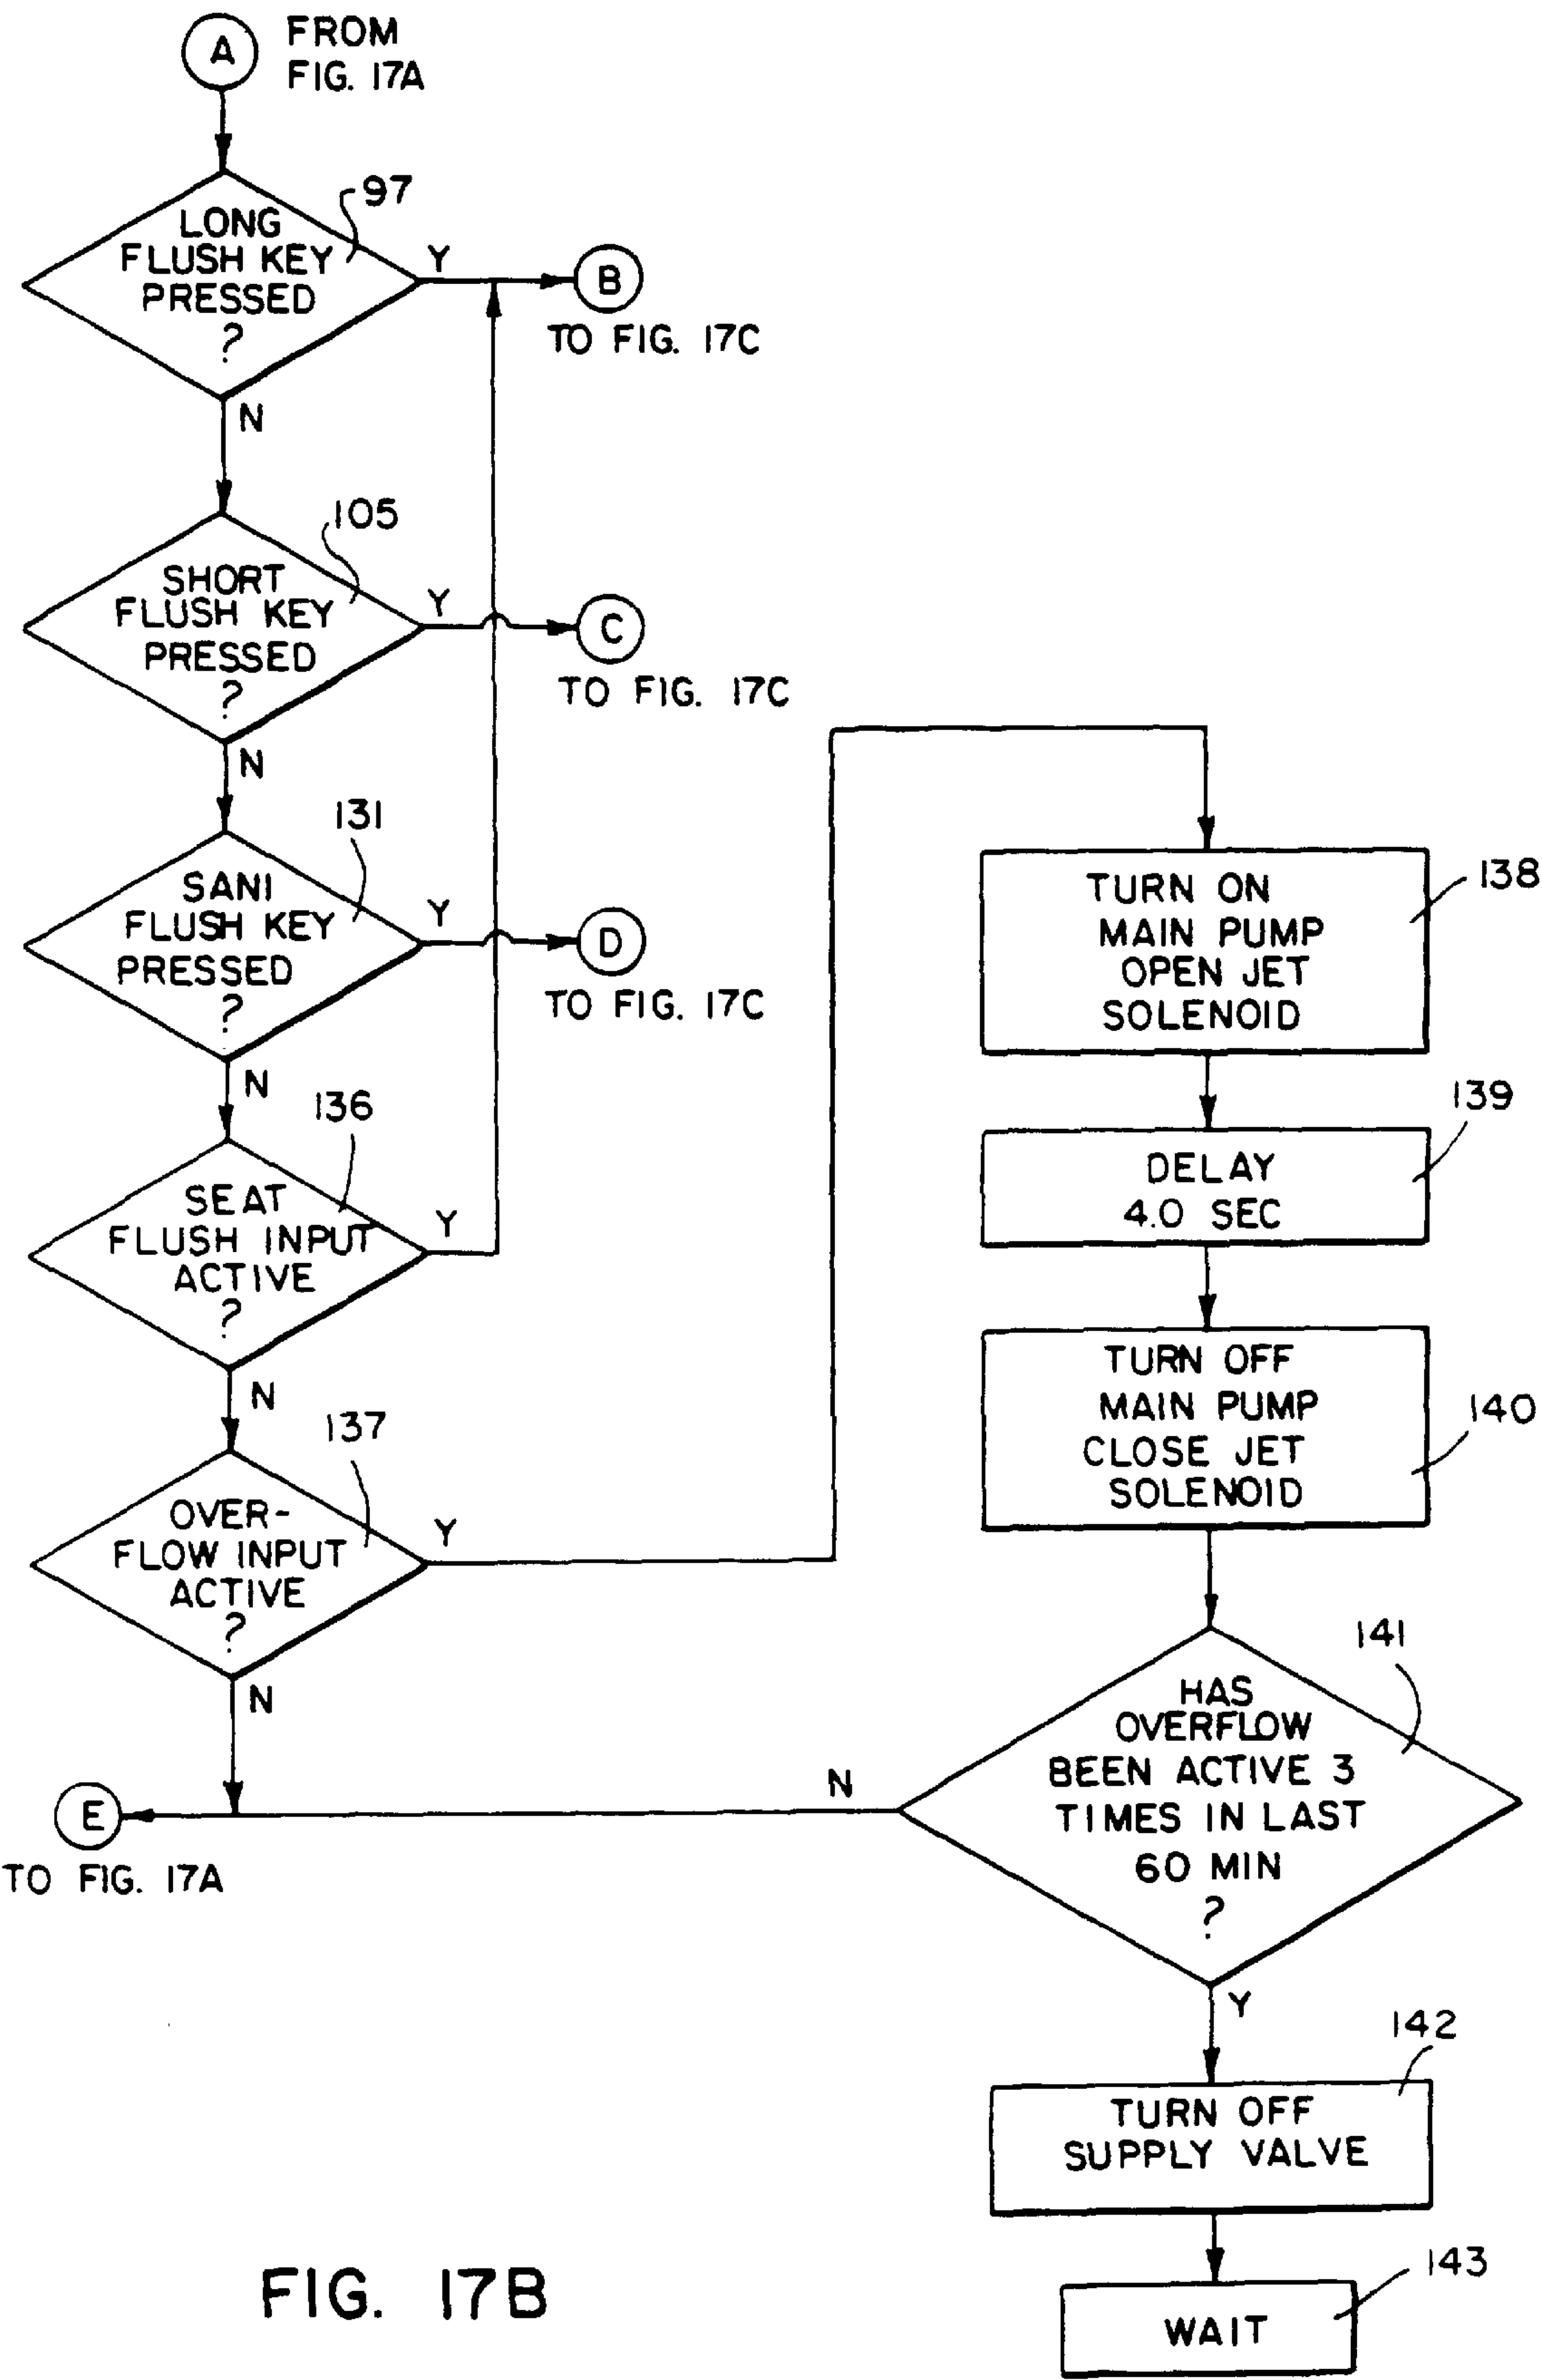 A
FROM
FIG. 17A
LONG
FLUSH KEY
PRESSED
?
97
Y
B
TO FIG. 17C
N
SHORT
FLUSH KEY
PRESSED
?
105
Y
C
TO FIG. 17C
N
SANI
FLUSH KEY
PRESSED
?
131
Y
D
TO FIG. 17C
N
SEAT
FLUSH INPUT
ACTIVE
?
136
Y
N
OVER-
FLOW INPUT
ACTIVE
?
137
Y
N
E
TO FIG. 17A
TURN ON
MAIN PUMP
OPEN JET
SOLENOID
138
DELAY
4.0 SEC
139
TURN OFF
MAIN PUMP
CLOSE JET
SOLENOID
140
HAS
OVERFLOW
BEEN ACTIVE 3
TIMES IN LAST
60 MIN
?
141
N
Y
TURN OFF
SUPPLY VALVE
142
WAIT
143
FIG. 17B